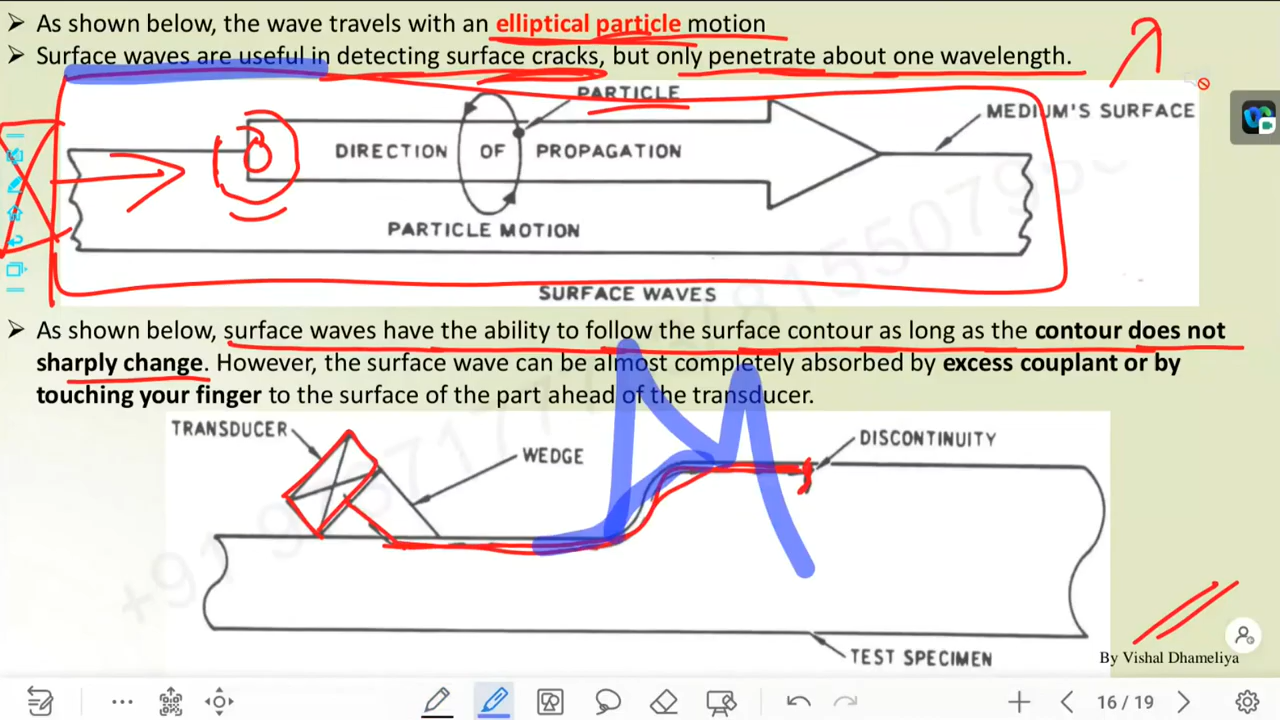 ➤ As shown below, the wave travels with an elliptical particle motion
➤ Surface waves are useful in detecting surface cracks, but only penetrate about one wavelength.
PARTICLE
MEDIUM'S SURFACE
DIRECTION OF PROPAGATION
PARTICLE MOTION
SURFACE WAVES
➤ As shown below, surface waves have the ability to follow the surface contour as long as the contour does not
sharply change. However, the surface wave can be almost completely absorbed by excess couplant or by
touching your finger to the surface of the part ahead of the transducer.
TRANSDUCER
WEDGE
DISCONTINUITY
TEST SPECIMEN
By Vishal Dhameliya
16 / 19